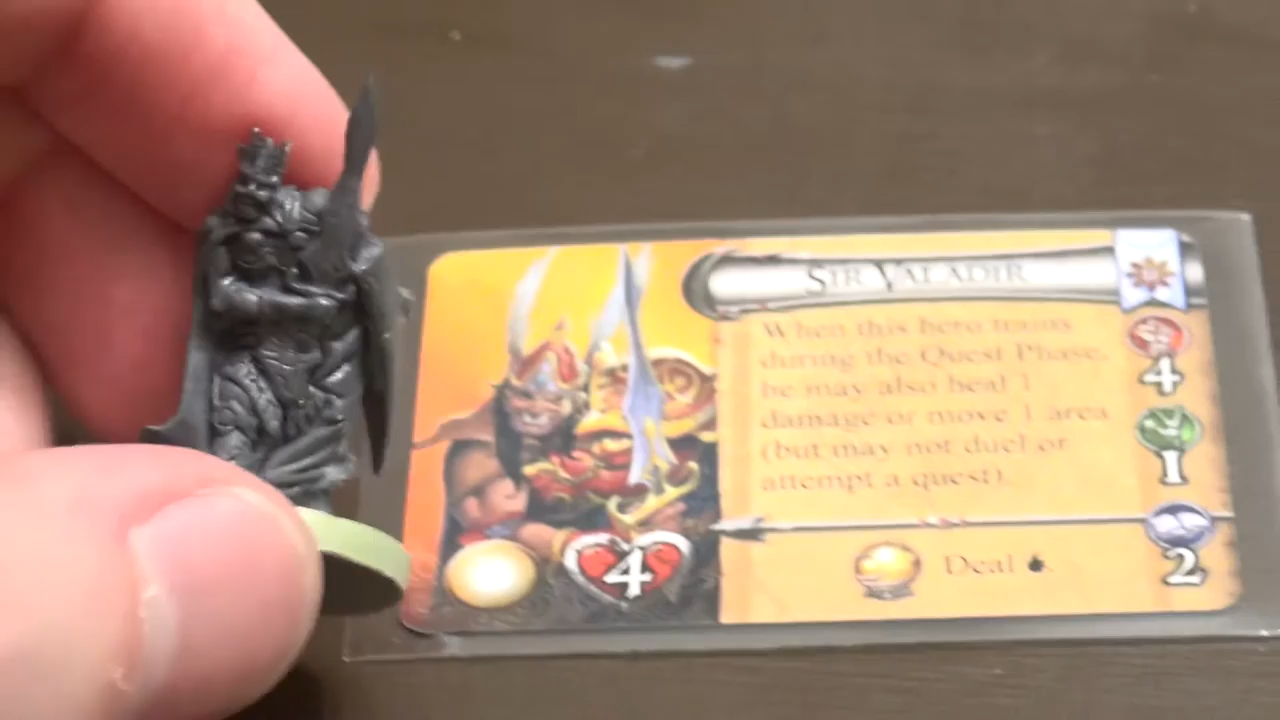 SIR VALADIR
When this hero trains
during the Quest Phase,
he may also heal 1
damage or move 1 area
(but may not duel or
attempt a quest).
4
1
2
4
Deal